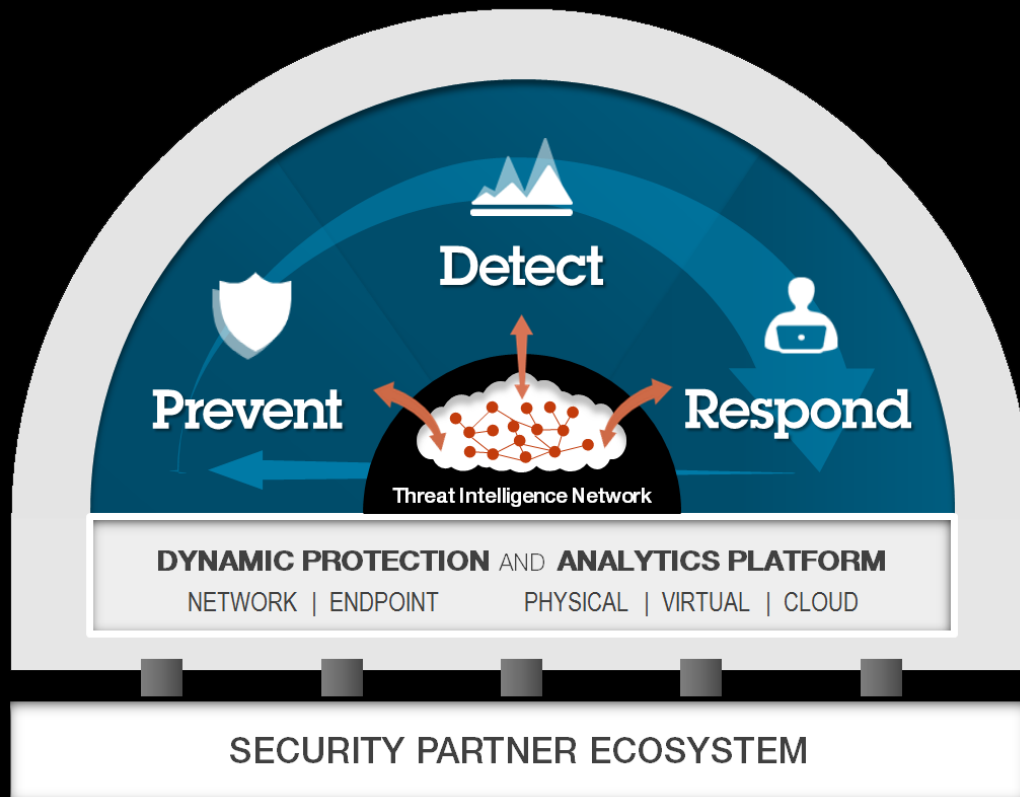 Detect
Prevent
Respond
Threat Intelligence Network
DYNAMIC PROTECTION AND ANALYTICS PLATFORM
NETWORK | ENDPOINT PHYSICAL | VIRTUAL | CLOUD
SECURITY PARTNER ECOSYSTEM